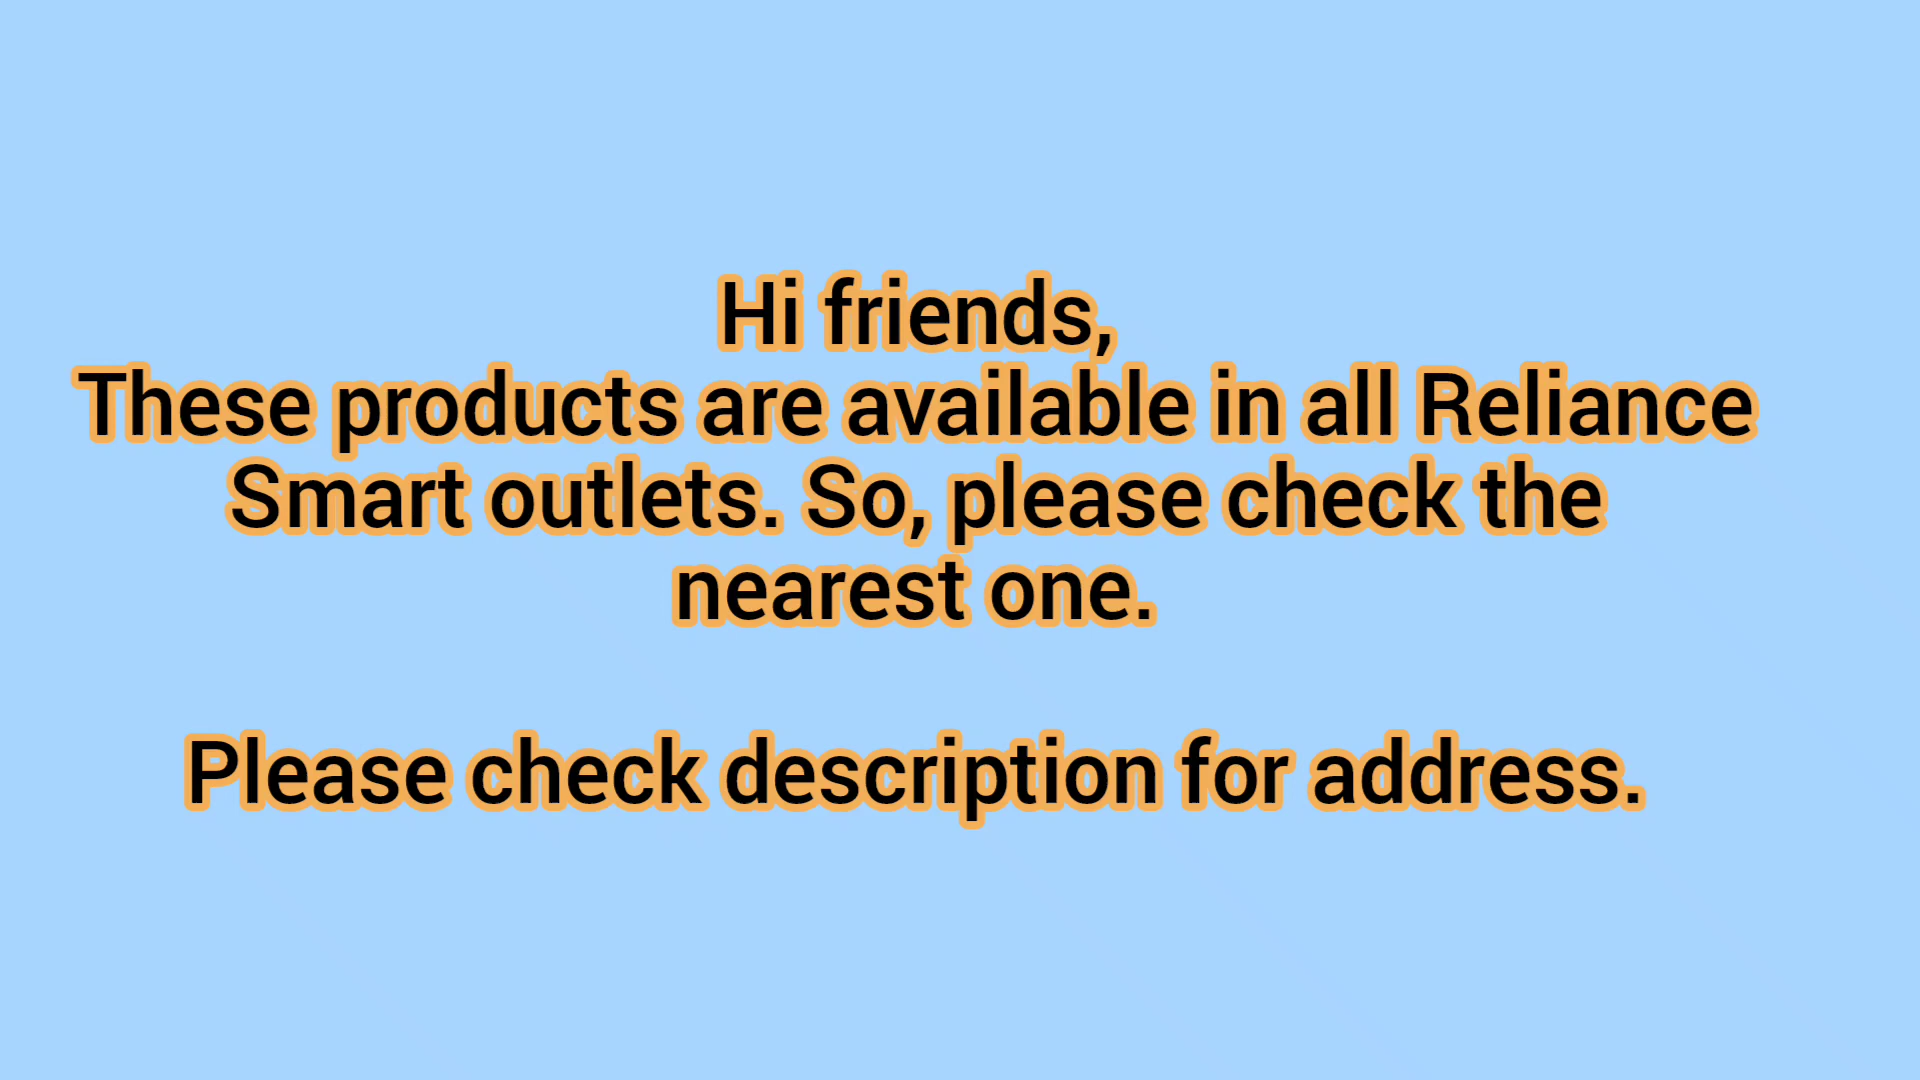 Hi friends,
These products are available in all Reliance
Smart outlets. So, please check the
nearest one.
Please check description for address.